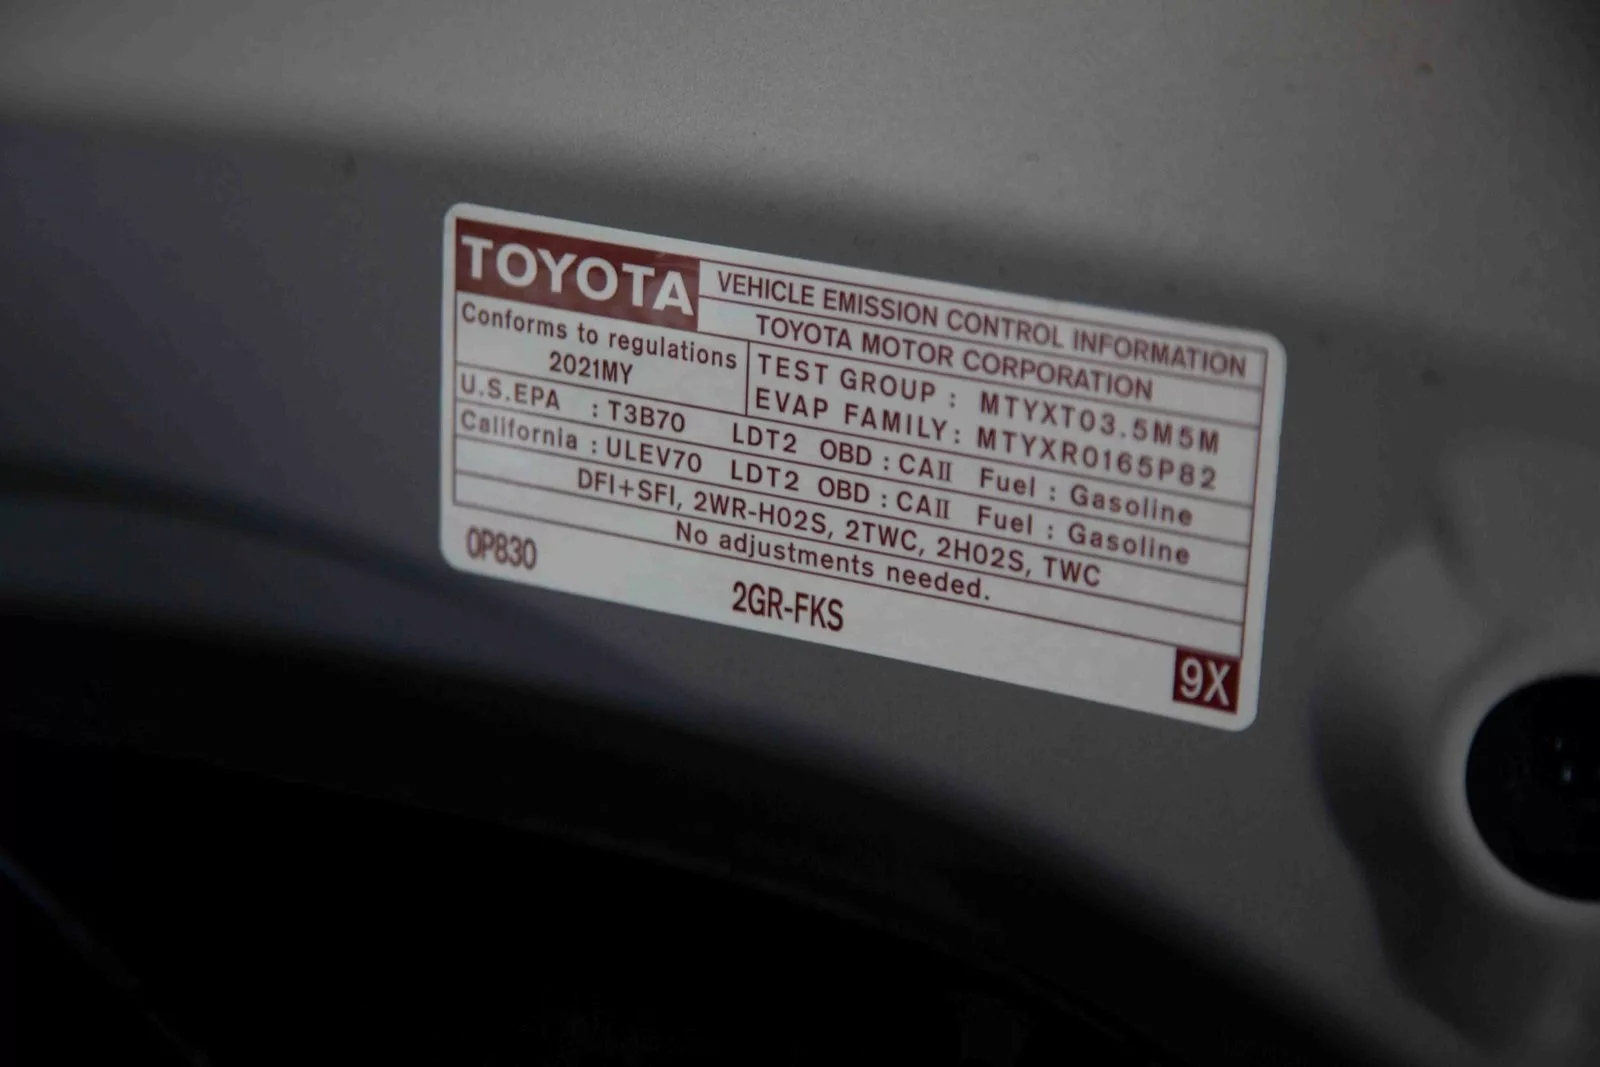 TOYOTA VEHICLE EMISSION CONTROL INFORMATION
TOYOTA MOTOR CORPORATION
Conforms to regulations
2021MY
TEST GROUP : MTYXT03.5M5M
EVAP FAMILY: MTYXR0165P82
U.S.EPA : T3B70 LDT2 OBD : CAII Fuel : Gasoline
California : ULEV70 LDT2 OBD : CAII Fuel : Gasoline
DFI+SFI, 2WR-HO2S, 2TWC, 2HO2S, TWC
No adjustments needed.
0P830
2GR-FKS
9X